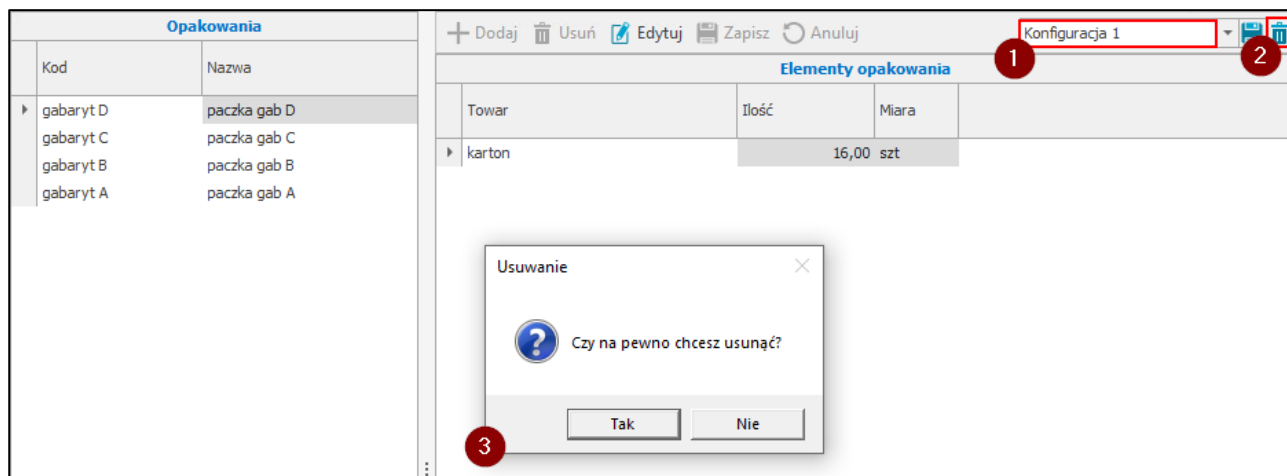 Opakowania
Kod Nazwa
gabaryt D paczka gab D
gabaryt C paczka gab C
gabaryt B paczka gab B
gabaryt A paczka gab A
Dodaj Usuń Edytuj Zapisz Anuluj Konfiguracja 1
1 2
Elementy opakowania
Towar Ilość Miara
karton 16,00 szt
Usuwanie
Czy na pewno chcesz usunąć?
Tak Nie
3